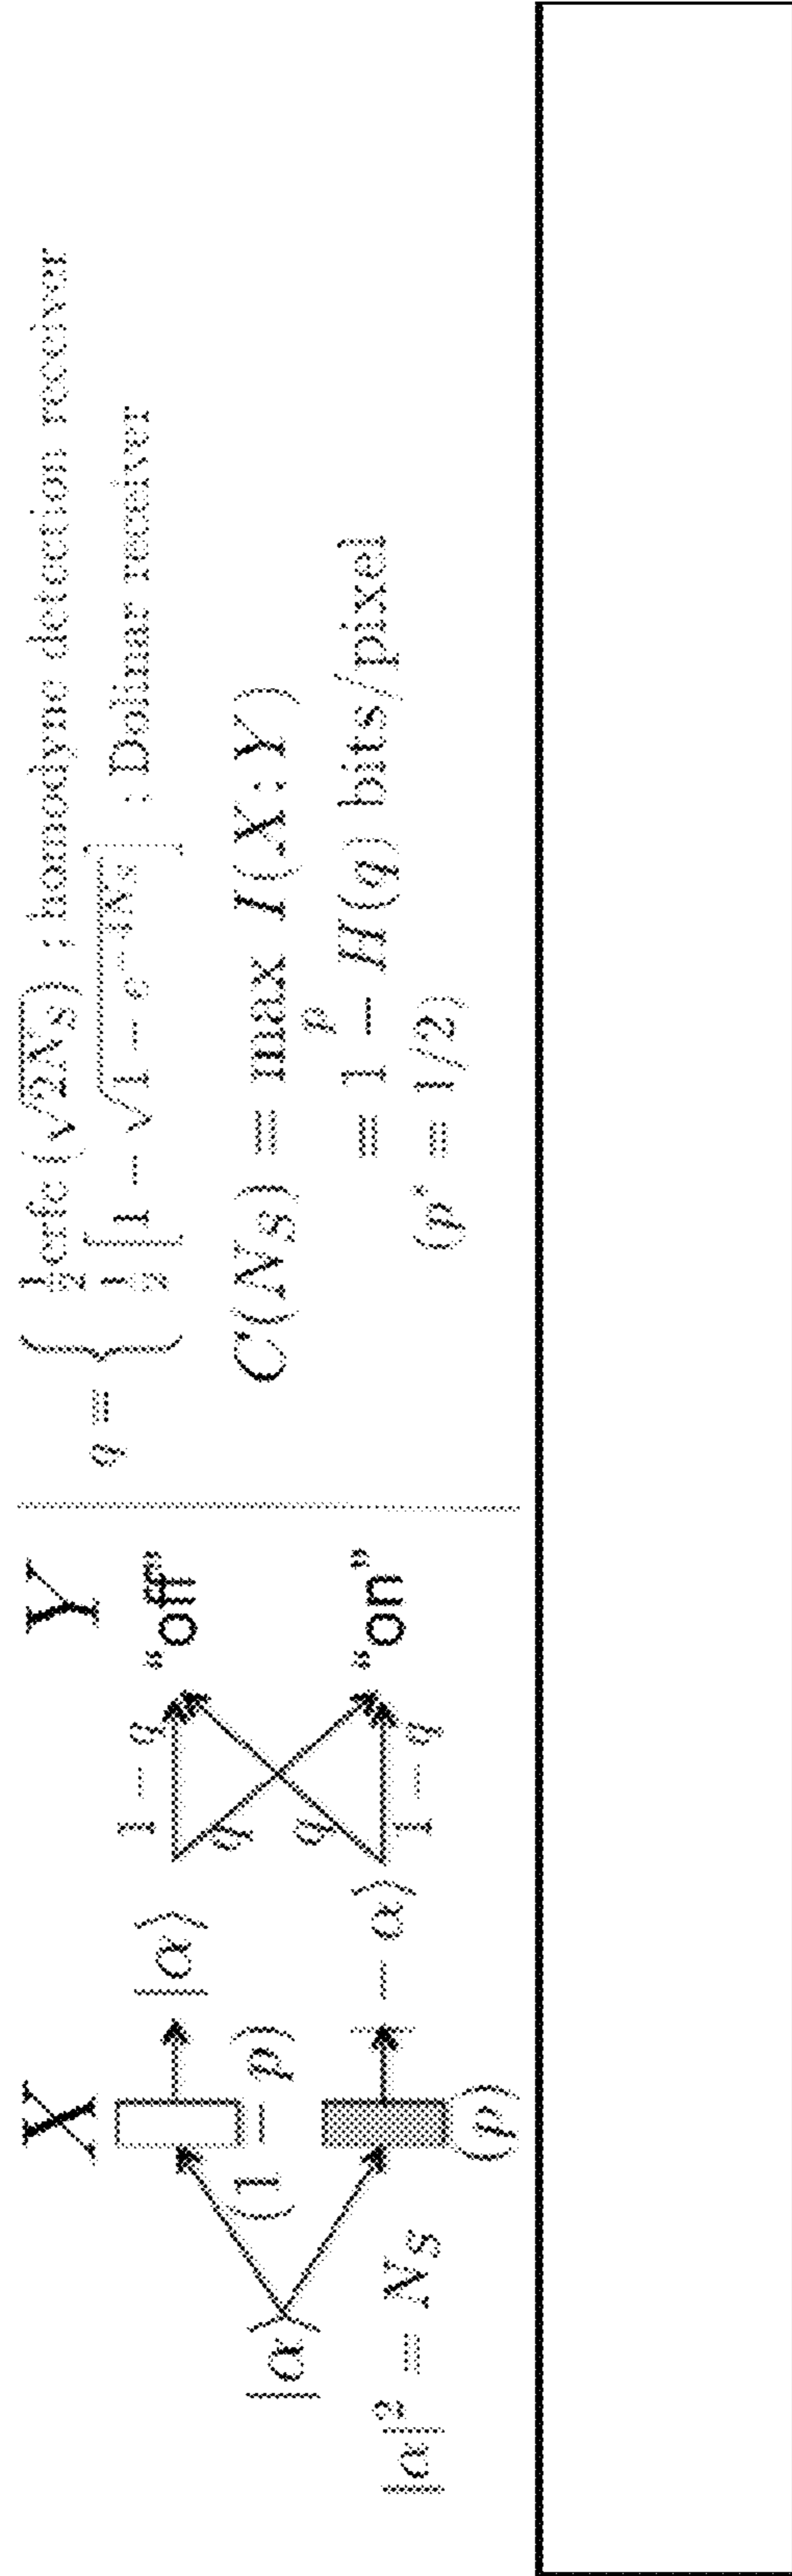 X
Y
|α⟩
|α|² = N_S
(1 − p)
(p)
|α⟩
|− α⟩
1 − q
q
q
1 − q
“off”
“on”
q = { ½erfc(√2N_S) : homodyne detection receiver
½[1 − √1 − e^−4N_S] : Dolinar receiver
C(N_S) = max I(X; Y)
p
= 1 − H(q) bits/pixel
(p* = 1/2)